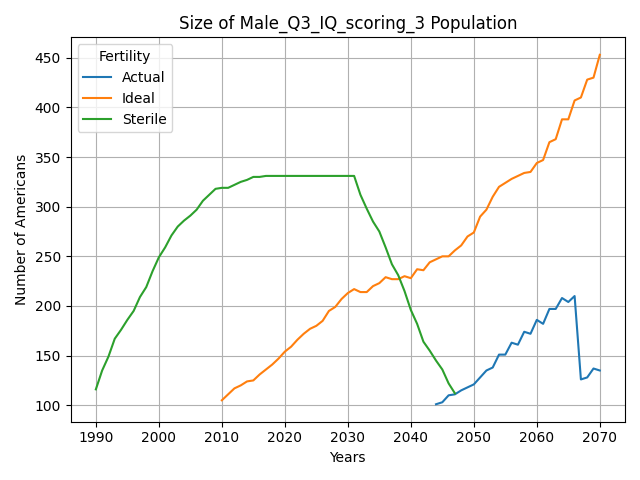 Size of Male_Q3_IQ_scoring_3 Population
Fertility
Actual
Ideal
Sterile
Number of Americans
450
400
350
300
250
200
150
100
1990 2000 2010 2020 2030 2040 2050 2060 2070
Years